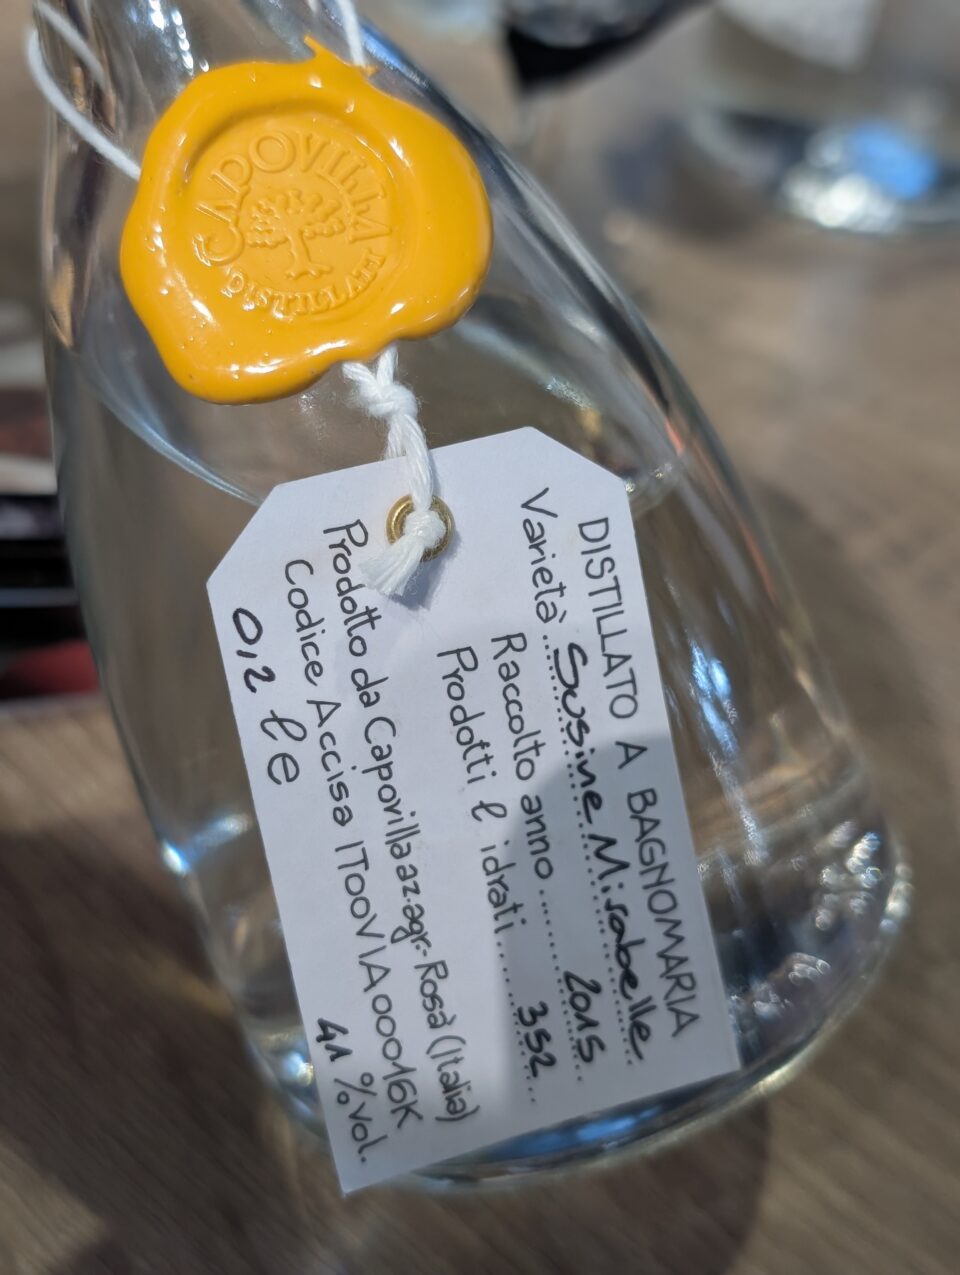 CAPOVILLA
DISTILLATI
DISTILLATO A BAGNOMARIA
Varietà Susine Mirabelle
Raccolto anno 2015
Prodotti l idrati 352
Prodotto da Capovilla az. agr. - Rosà (Italia)
Codice Accisa IT00VIA00016K
0,2 l e 41 %vol.